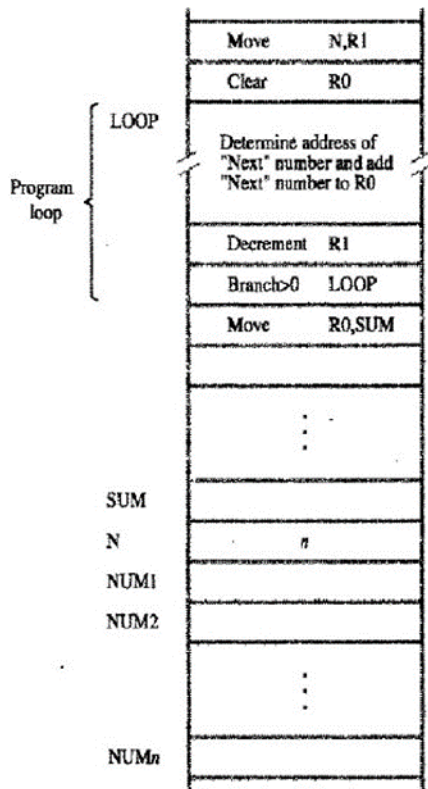 Move N,R1
Clear R0
LOOP
Determine address of
"Next" number and add
"Next" number to R0
Program
loop
Decrement R1
Branch>0 LOOP
Move R0,SUM
SUM
N n
NUM1
NUM2
NUMn